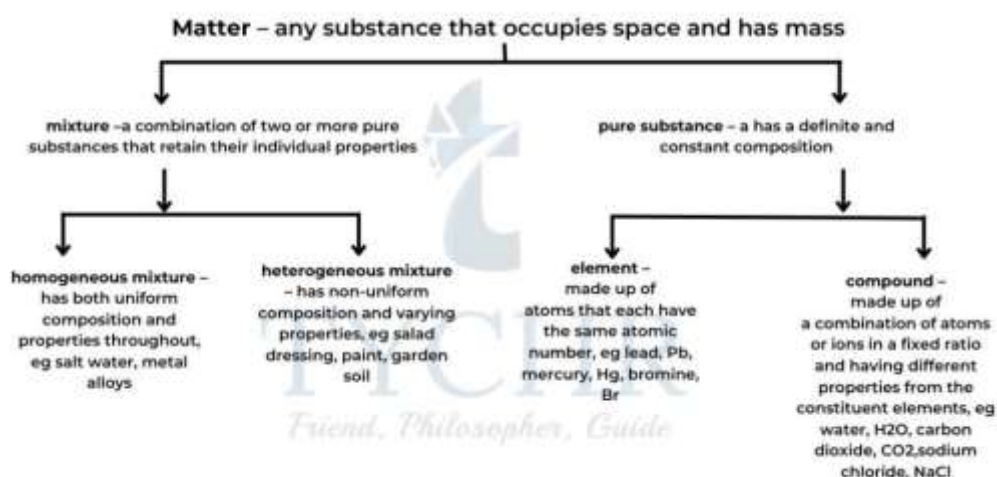 Matter – any substance that occupies space and has mass
mixture –a combination of two or more pure
substances that retain their individual properties
pure substance – a has a definite and
constant composition
homogeneous mixture –
has both uniform
composition and
properties throughout,
eg salt water, metal
alloys
heterogeneous mixture
– has non-uniform
composition and varying
properties, eg salad
dressing, paint, garden
soil
element –
made up of
atoms that each have
the same atomic
number, eg lead, Pb,
mercury, Hg, bromine,
Br
compound –
made up of
a combination of atoms
or ions in a fixed ratio
and having different
properties from the
constituent elements, eg
water, H2O, carbon
dioxide, CO2,sodium
chloride, NaCl
TYCHR
Friend, Philosopher, Guide